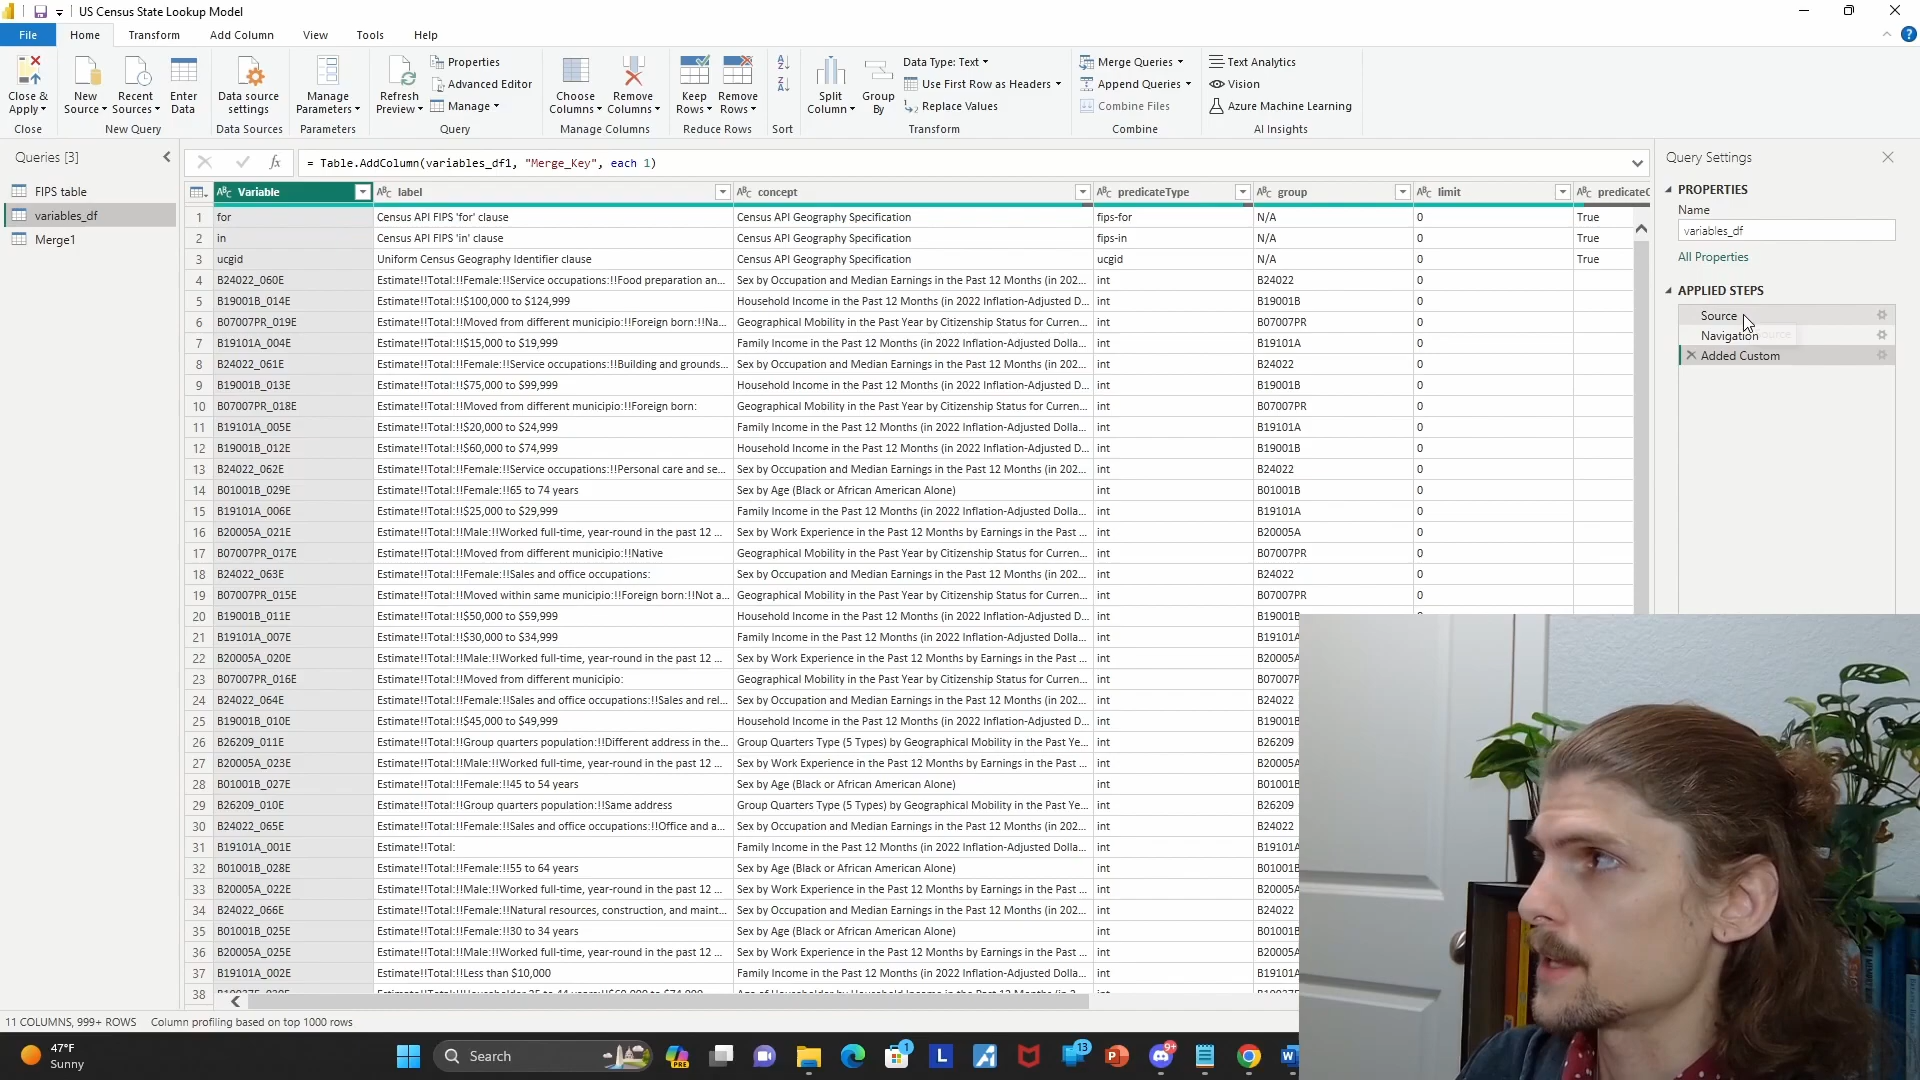 US Census State Lookup Model
File Home Transform Add Column View Tools Help
Close & Apply
New Source
Recent Sources
Enter Data
Data source settings
Manage Parameters
Refresh Preview
Properties
Advanced Editor
Manage
Choose Columns
Remove Columns
Keep Rows
Remove Rows
Split Column
Group By
Data Type: Text
Use First Row as Headers
Replace Values
Merge Queries
Append Queries
Combine Files
Text Analytics
Vision
Azure Machine Learning
Close New Query Data Sources Parameters Query Manage Columns Reduce Rows Sort Transform Combine AI Insights
Queries [3]
FIPS table
variables_df
Merge1
fx = Table.AddColumn(variables_df1, "Merge_Key", each 1)
Variable label concept predicateType group limit
1 for Census API FIPS 'for' clause Census API Geography Specification fips-for N/A 0 True
2 in Census API FIPS 'in' clause Census API Geography Specification fips-in N/A 0 True
3 ucgid Uniform Census Geography Identifier clause Census API Geography Specification ucgid N/A 0 True
4 B24022_060E Estimate!!Total:!!Female:!!Service occupations:!!Food preparation an... Sex by Occupation and Median Earnings in the Past 12 Months (in 202... int B24022 0
5 B19001B_014E Estimate!!Total:!!$100,000 to $124,999 Household Income in the Past 12 Months (in 2022 Inflation-Adjusted D... int B19001B 0
6 B07007PR_019E Estimate!!Total:!!Moved from different municipio:!!Foreign born:!!Na... Geographical Mobility in the Past Year by Citizenship Status for Curren... int B07007PR 0
7 B19101A_004E Estimate!!Total:!!$15,000 to $19,999 Family Income in the Past 12 Months (in 2022 Inflation-Adjusted Dolla... int B19101A 0
8 B24022_061E Estimate!!Total:!!Female:!!Service occupations:!!Building and grounds... Sex by Occupation and Median Earnings in the Past 12 Months (in 202... int B24022 0
9 B19001B_013E Estimate!!Total:!!$75,000 to $99,999 Household Income in the Past 12 Months (in 2022 Inflation-Adjusted D... int B19001B 0
10 B07007PR_018E Estimate!!Total:!!Moved from different municipio:!!Foreign born: Geographical Mobility in the Past Year by Citizenship Status for Curren... int B07007PR 0
11 B19101A_005E Estimate!!Total:!!$20,000 to $24,999 Family Income in the Past 12 Months (in 2022 Inflation-Adjusted Dolla... int B19101A 0
12 B19001B_012E Estimate!!Total:!!$60,000 to $74,999 Household Income in the Past 12 Months (in 2022 Inflation-Adjusted D... int B19001B 0
13 B24022_062E Estimate!!Total:!!Female:!!Service occupations:!!Personal care and se... Sex by Occupation and Median Earnings in the Past 12 Months (in 202... int B24022 0
14 B01001B_029E Estimate!!Total:!!Female:!!65 to 74 years Sex by Age (Black or African American Alone) int B01001B 0
15 B19101A_006E Estimate!!Total:!!$25,000 to $29,999 Family Income in the Past 12 Months (in 2022 Inflation-Adjusted Dolla... int B19101A 0
16 B20005A_021E Estimate!!Total:!!Male:!!Worked full-time, year-round in the past 12 ... Sex by Work Experience in the Past 12 Months by Earnings in the Past ... int B20005A 0
17 B07007PR_017E Estimate!!Total:!!Moved from different municipio:!!Native Geographical Mobility in the Past Year by Citizenship Status for Curren... int B07007PR 0
18 B24022_063E Estimate!!Total:!!Female:!!Sales and office occupations: Sex by Occupation and Median Earnings in the Past 12 Months (in 202... int B24022 0
19 B07007PR_015E Estimate!!Total:!!Moved within same municipio:!!Foreign born:!!Not a... Geographical Mobility in the Past Year by Citizenship Status for Curren... int B07007PR 0
20 B19001B_011E Estimate!!Total:!!$50,000 to $59,999 Household Income in the Past 12 Months (in 2022 Inflation-Adjusted D... int B19001B
21 B19101A_007E Estimate!!Total:!!$30,000 to $34,999 Family Income in the Past 12 Months (in 2022 Inflation-Adjusted Dolla... int B19101A
22 B20005A_020E Estimate!!Total:!!Male:!!Worked full-time, year-round in the past 12 ... Sex by Work Experience in the Past 12 Months by Earnings in the Past ... int B20005A
23 B07007PR_016E Estimate!!Total:!!Moved from different municipio: Geographical Mobility in the Past Year by Citizenship Status for Curren... int B07007P
24 B24022_064E Estimate!!Total:!!Female:!!Sales and office occupations:!!Sales and rel... Sex by Occupation and Median Earnings in the Past 12 Months (in 202... int B24022
25 B19001B_010E Estimate!!Total:!!$45,000 to $49,999 Household Income in the Past 12 Months (in 2022 Inflation-Adjusted D... int B19001B
26 B26209_011E Estimate!!Total:!!Group quarters population:!!Different address in the... Group Quarters Type (5 Types) by Geographical Mobility in the Past Ye... int B26209
27 B20005A_023E Estimate!!Total:!!Male:!!Worked full-time, year-round in the past 12 ... Sex by Work Experience in the Past 12 Months by Earnings in the Past ... int B20005A
28 B01001B_027E Estimate!!Total:!!Female:!!45 to 54 years Sex by Age (Black or African American Alone) int B01001B
29 B26209_010E Estimate!!Total:!!Group quarters population:!!Same address Group Quarters Type (5 Types) by Geographical Mobility in the Past Ye... int B26209
30 B24022_065E Estimate!!Total:!!Female:!!Sales and office occupations:!!Office and a... Sex by Occupation and Median Earnings in the Past 12 Months (in 202... int B24022
31 B19101A_001E Estimate!!Total: Family Income in the Past 12 Months (in 2022 Inflation-Adjusted Dolla... int B19101A
32 B01001B_028E Estimate!!Total:!!Female:!!55 to 64 years Sex by Age (Black or African American Alone) int B01001B
33 B20005A_022E Estimate!!Total:!!Male:!!Worked full-time, year-round in the past 12 ... Sex by Work Experience in the Past 12 Months by Earnings in the Past ... int B20005A
34 B24022_066E Estimate!!Total:!!Female:!!Natural resources, construction, and maint... Sex by Occupation and Median Earnings in the Past 12 Months (in 202... int B24022
35 B01001B_025E Estimate!!Total:!!Female:!!30 to 34 years Sex by Age (Black or African American Alone) int B01001B
36 B20005A_025E Estimate!!Total:!!Male:!!Worked full-time, year-round in the past 12 ... Sex by Work Experience in the Past 12 Months by Earnings in the Past ... int B20005A
37 B19101A_002E Estimate!!Total:!!Less than $10,000 Family Income in the Past 12 Months (in 2022 Inflation-Adjusted Dolla... int B19101A
38
Query Settings
PROPERTIES
Name
variables_df
All Properties
APPLIED STEPS
Source
Navigation
Added Custom
11 COLUMNS, 999+ ROWS Column profiling based on top 1000 rows
47°F
Sunny
Search
PRE
1
L
13
9+